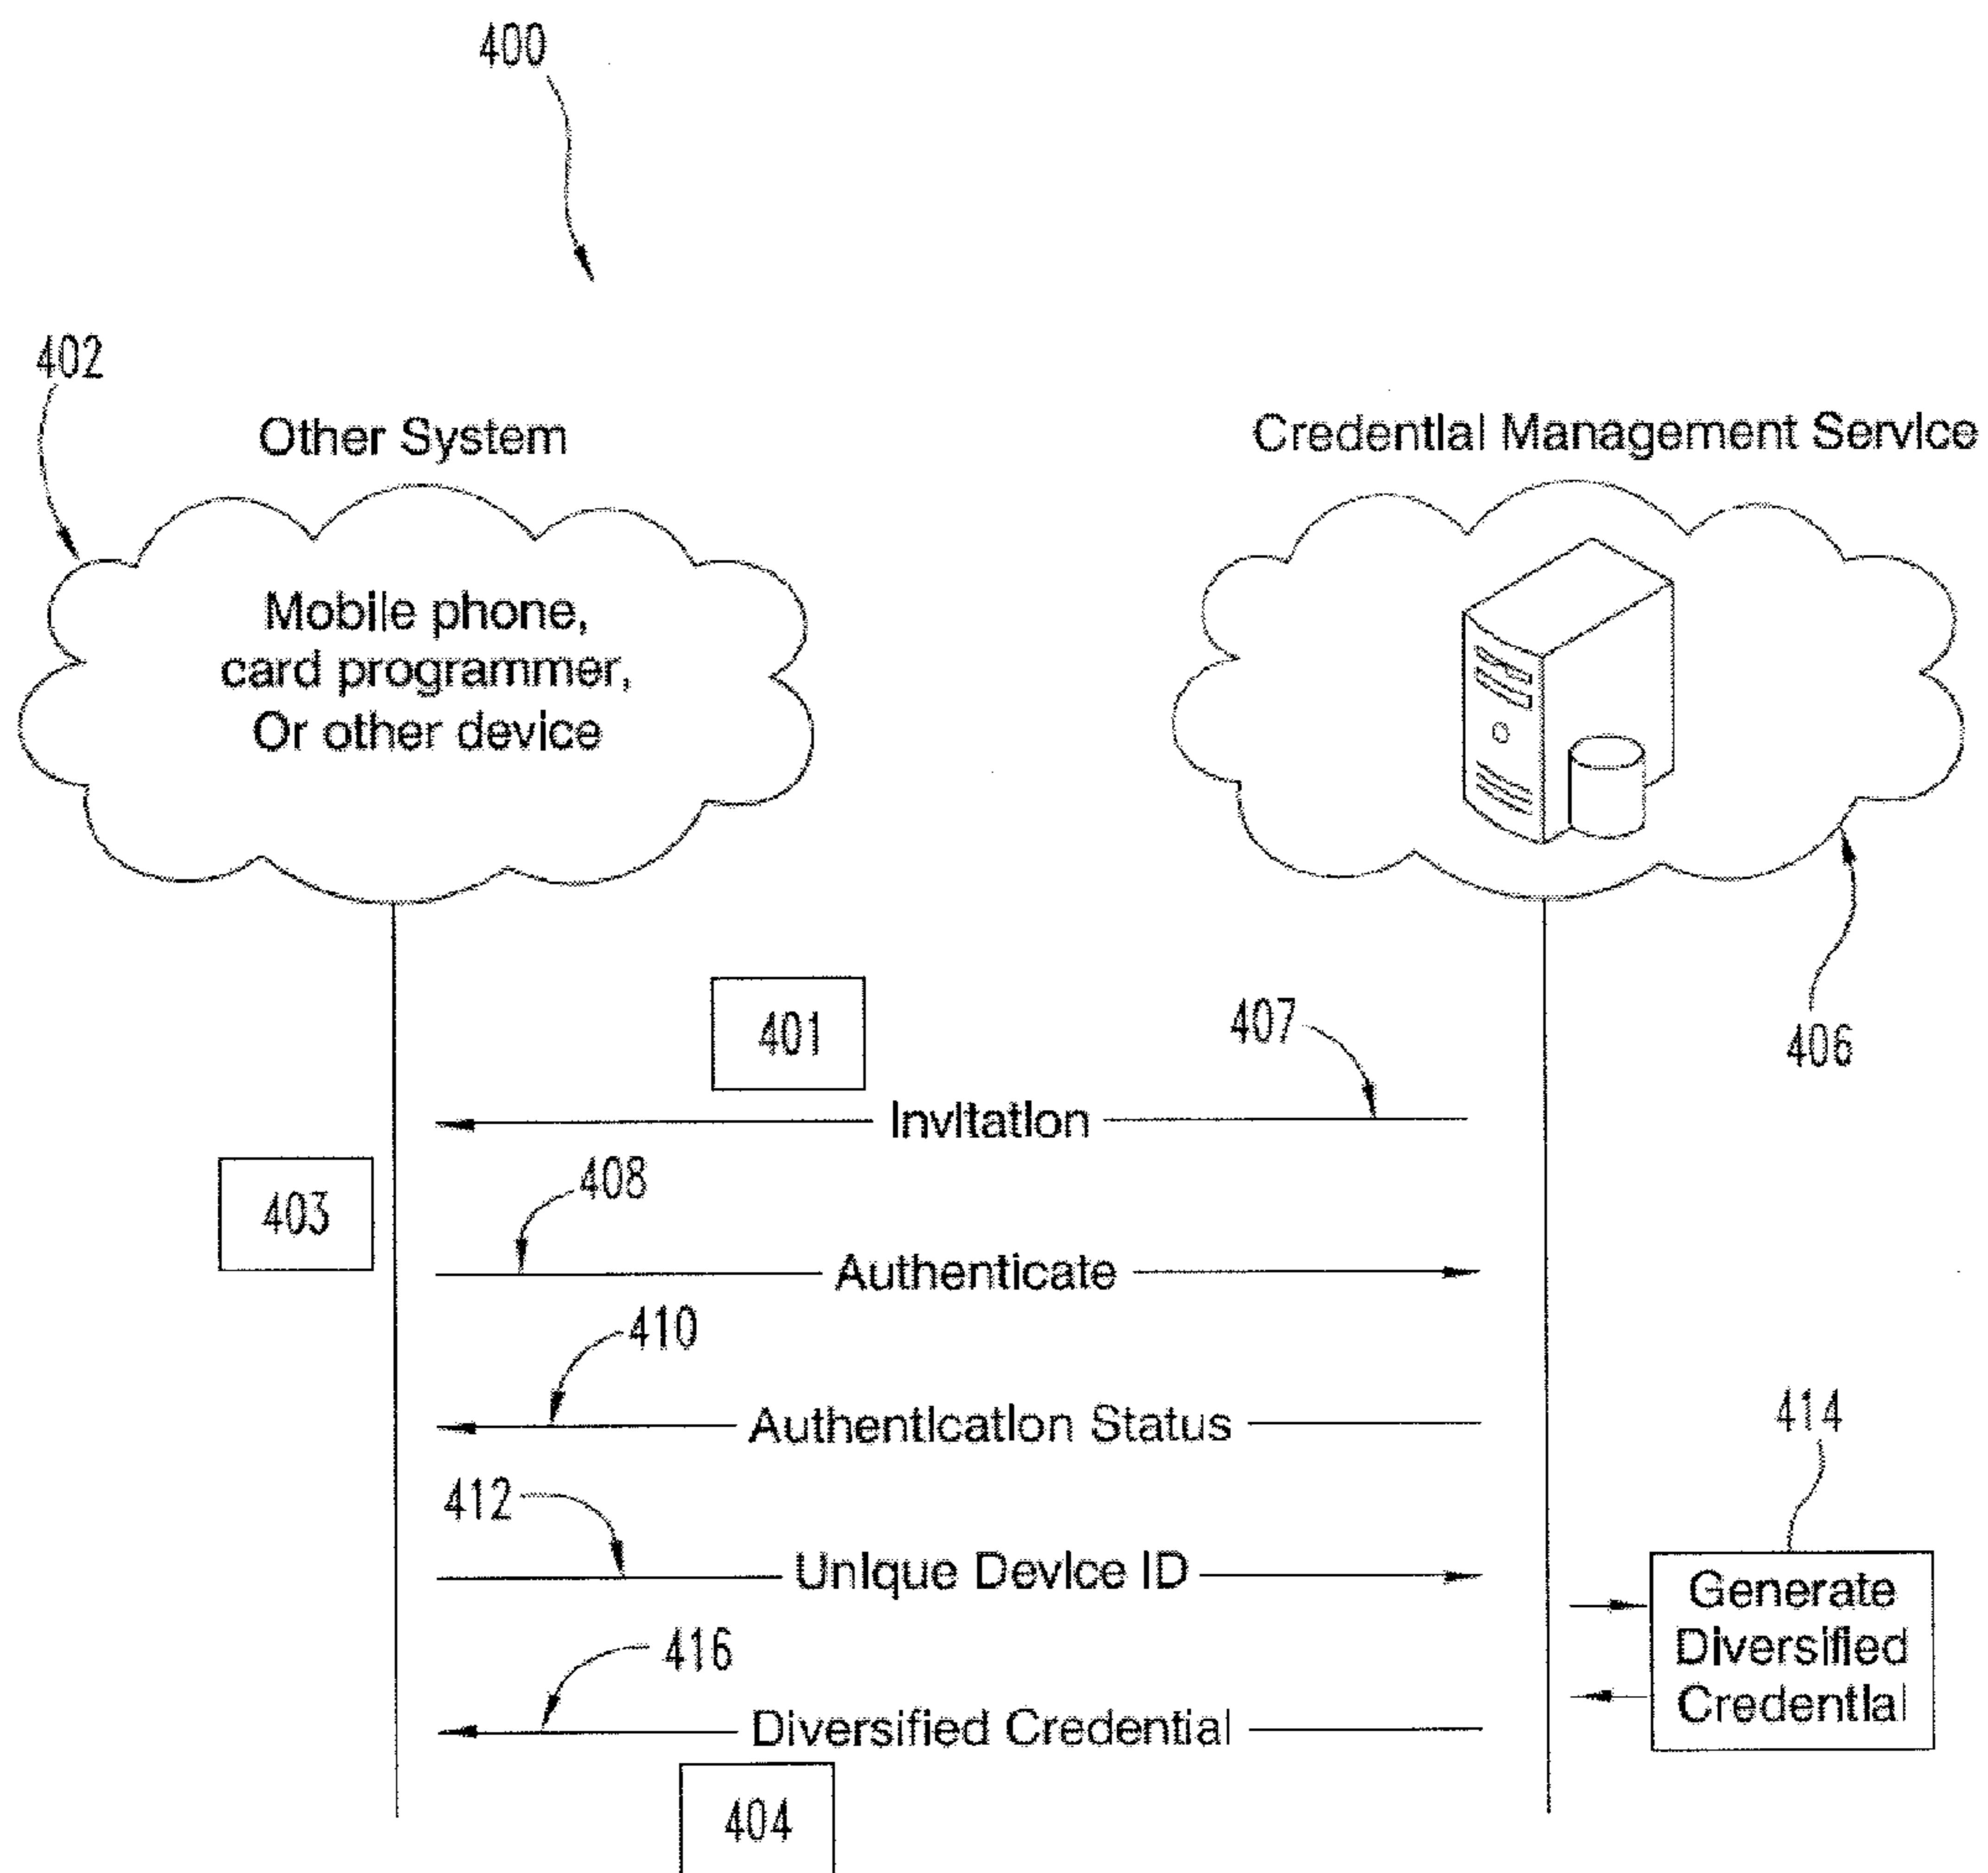 400
402
Other System
Credential Management Service
Mobile phone,
card programmer,
Or other device
401
407
406
Invitation
403
408
Authenticate
410
Authentication Status
414
412
Unique Device ID
Generate
Diversified
Credential
416
Diversified Credential
404